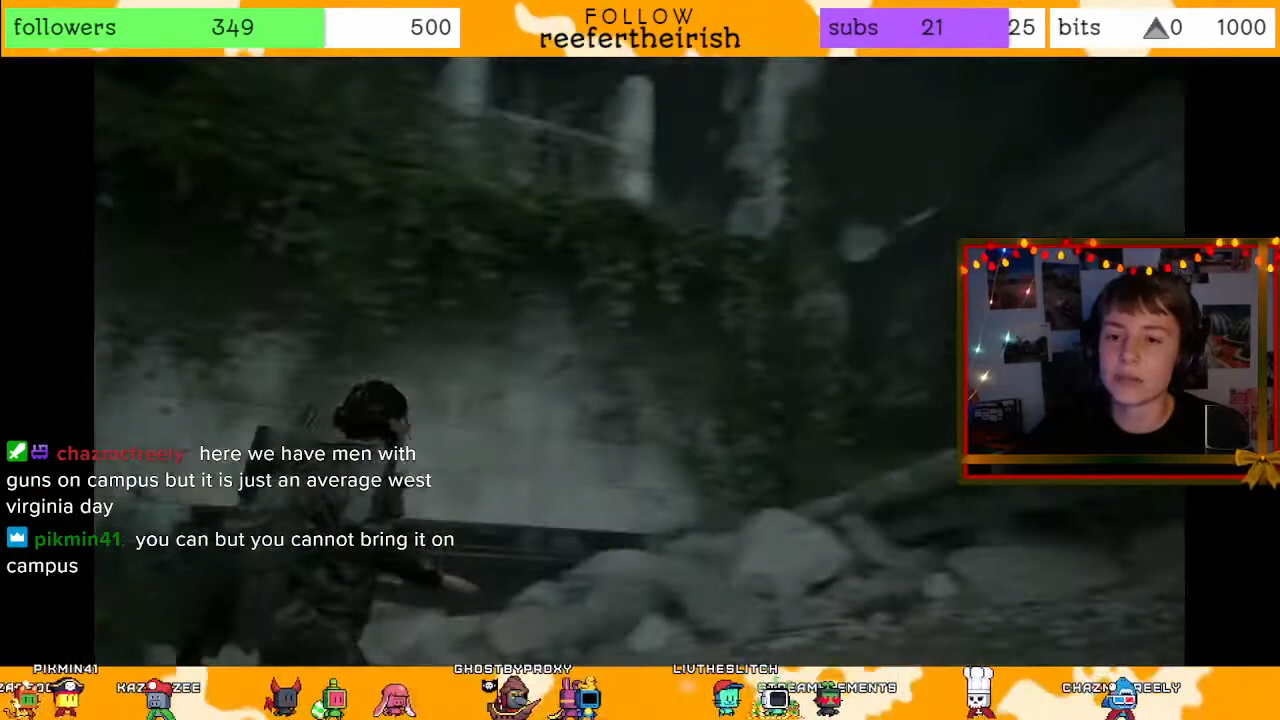 followers 349 500
FOLLOW
reefertheirish
subs 21 25
bits 0 1000
chazmcfreely: here we have men with
guns on campus but it is just an average west
virginia day
pikmin41: you can but you cannot bring it on
campus
PIKMIN41
GHOSTBYPROXY
LIVTHESLITCH